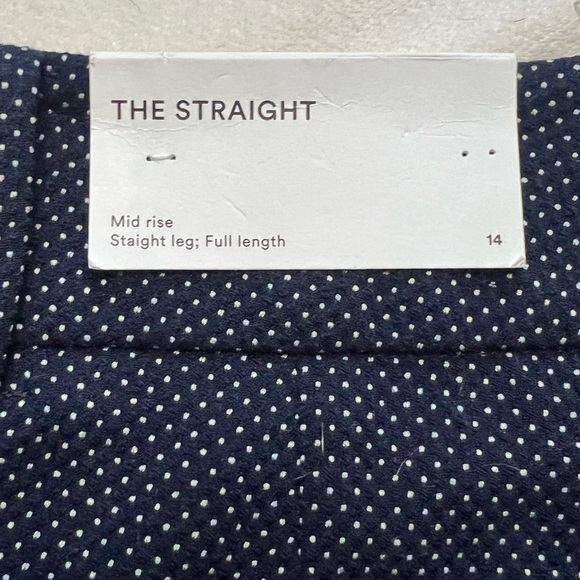 THE STRAIGHT
Mid rise
Staight leg; Full length
14